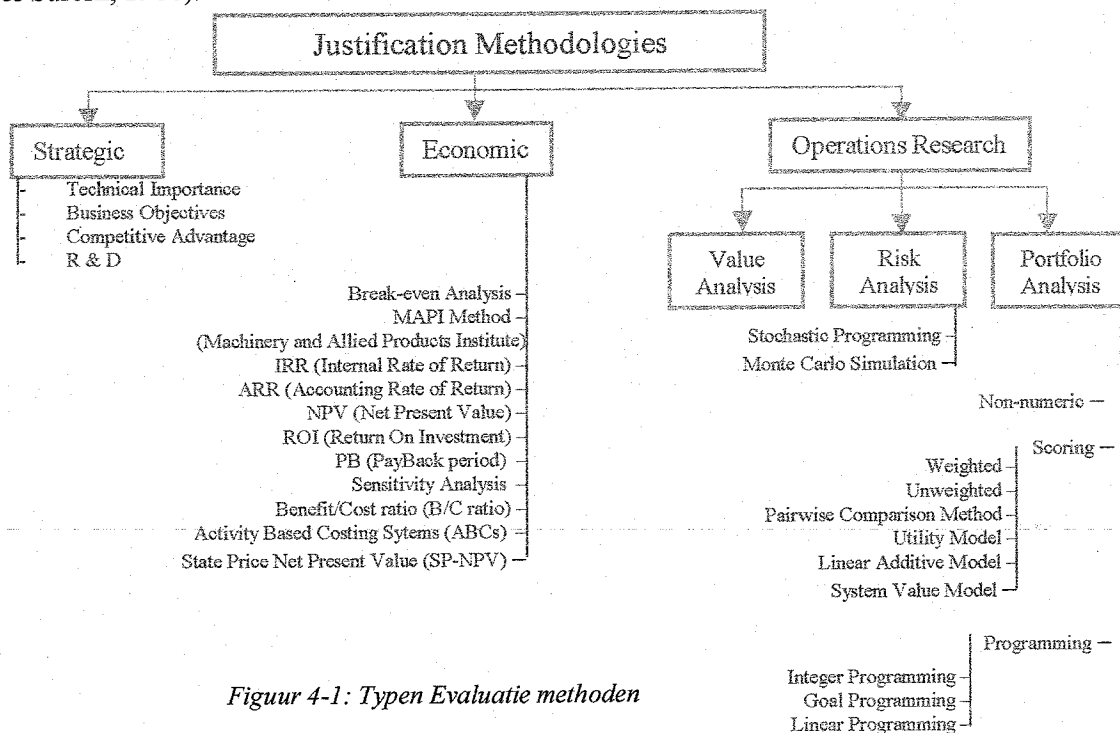 Justification Methodologies
Strategic
Technical Importance
Business Objectives
Competitive Advantage
R & D
Economic
Break-even Analysis
MAPI Method
(Machinery and Allied Products Institute)
IRR (Internal Rate of Return)
ARR (Accounting Rate of Return)
NPV (Net Present Value)
ROI (Return On Investment)
PB (PayBack period)
Sensitivity Analysis
Benefit/Cost ratio (B/C ratio)
Activity Based Costing Sytems (ABCs)
State Price Net Present Value (SP-NPV)
Operations Research
Value
Analysis
Risk
Analysis
Portfolio
Analysis
Stochastic Programming
Monte Carlo Simulation
Non-numeric
Scoring
Weighted
Unweighted
Pairwise Comparison Method
Utility Model
Linear Additive Model
System Value Model
Programming
Integer Programming
Goal Programming
Linear Programming
Figuur 4-1: Typen Evaluatie methoden